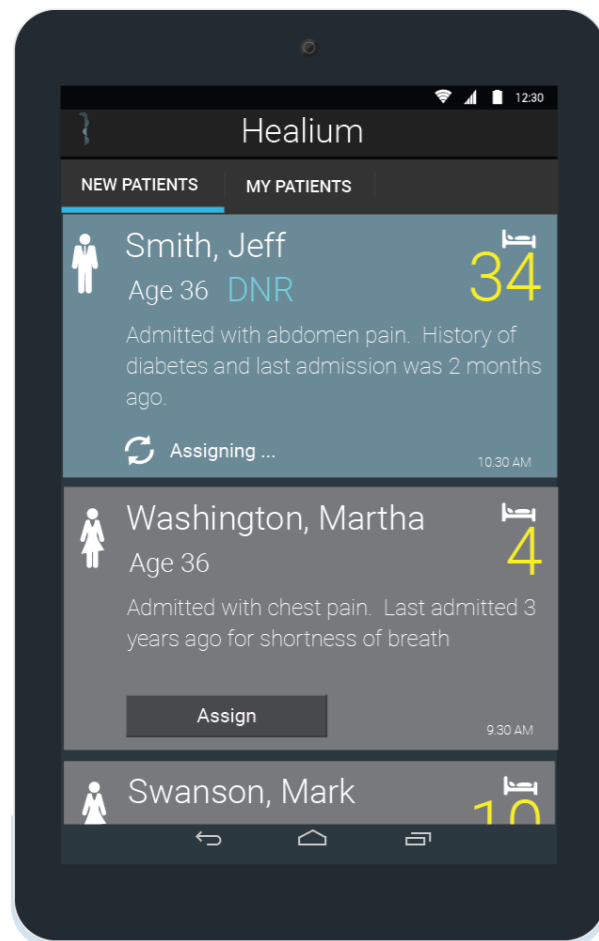 12:30
Healium
NEW PATIENTS MY PATIENTS
Smith, Jeff
34
Age 36 DNR
Admitted with abdomen pain. History of
diabetes and last admission was 2 months
ago.
Assigning ...
10.30 AM
Washington, Martha
4
Age 36
Admitted with chest pain. Last admitted 3
years ago for shortness of breath
Assign
9.30 AM
Swanson, Mark
10